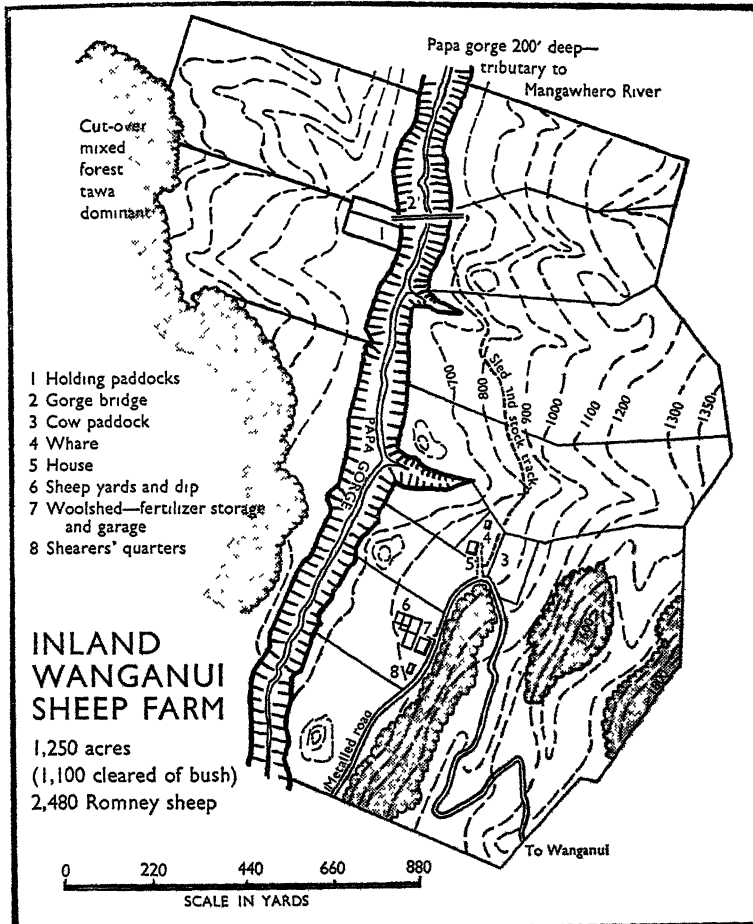 Papa gorge 200' deep—
tributary to
Mangawhero River
Cut-over
mixed
forest
tawa
dominant
2
1
1 Holding paddocks
2 Gorge bridge
3 Cow paddock
4 Whare
5 House
6 Sheep yards and dip
7 Woolshed—fertilizer storage
and garage
8 Shearers' quarters
700
800
900
1000
1100
1200
1300
1350
Sled and stock track
PAPA GORGE
4
5
3
6
7
8
Metalled road
INLAND
WANGANUI
SHEEP FARM
1,250 acres
(1,100 cleared of bush)
2,480 Romney sheep
To Wanganui
0 220 440 660 880
SCALE IN YARDS